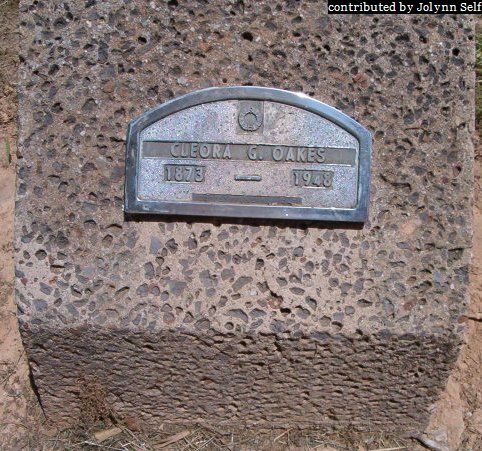 contributed by Jolynn Self
CLEORA G. OAKES
1873 — 1948